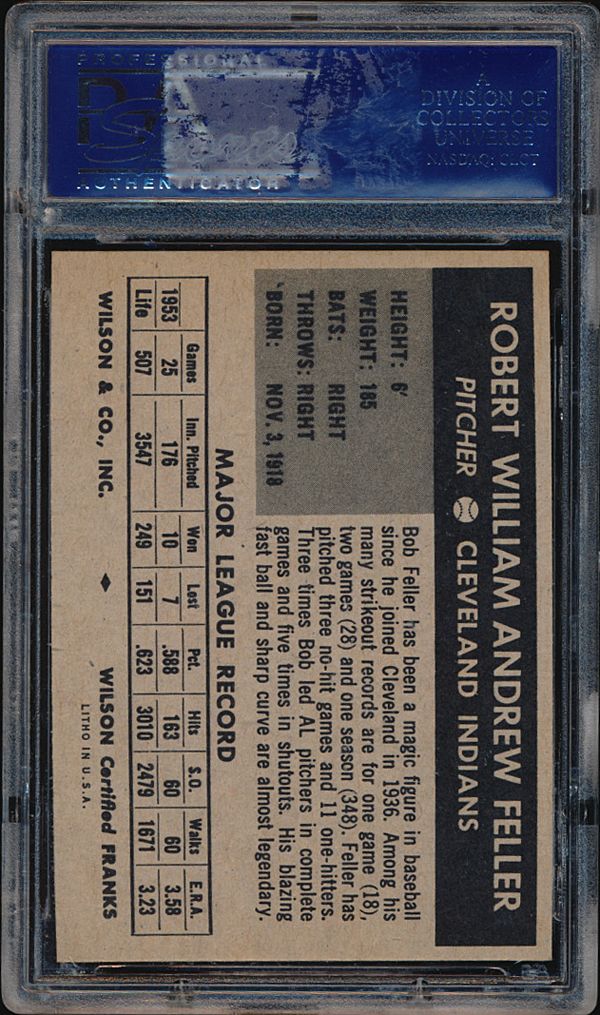 PROFESSIONAL
PSA
Sports
AUTHENTICATOR
A
DIVISION OF
COLLECTORS
UNIVERSE
NASDAQ: CLCT
ROBERT WILLIAM ANDREW FELLER
PITCHER CLEVELAND INDIANS
HEIGHT: 6'
WEIGHT: 185
BATS: RIGHT
THROWS: RIGHT
BORN: NOV. 3, 1918
Bob Feller has been a magic figure in baseball
since he joined Cleveland in 1936. Among his
many strikeout records are for one game (18),
two games (28) and one season (348). Feller has
pitched three no-hit games and 11 one-hitters.
Three times Bob led AL pitchers in complete
games and five times in shutouts. His blazing
fast ball and sharp curve are almost legendary.
MAJOR LEAGUE RECORD
Games Inn. Pitched Won Lost Pct. Hits S.O. Walks E.R.A.
1953 25 176 10 7 .588 163 60 60 3.58
Life 507 3547 249 151 .623 3010 2479 1671 3.23
WILSON & CO., INC. ♦ WILSON Certified FRANKS
LITHO IN U.S.A.